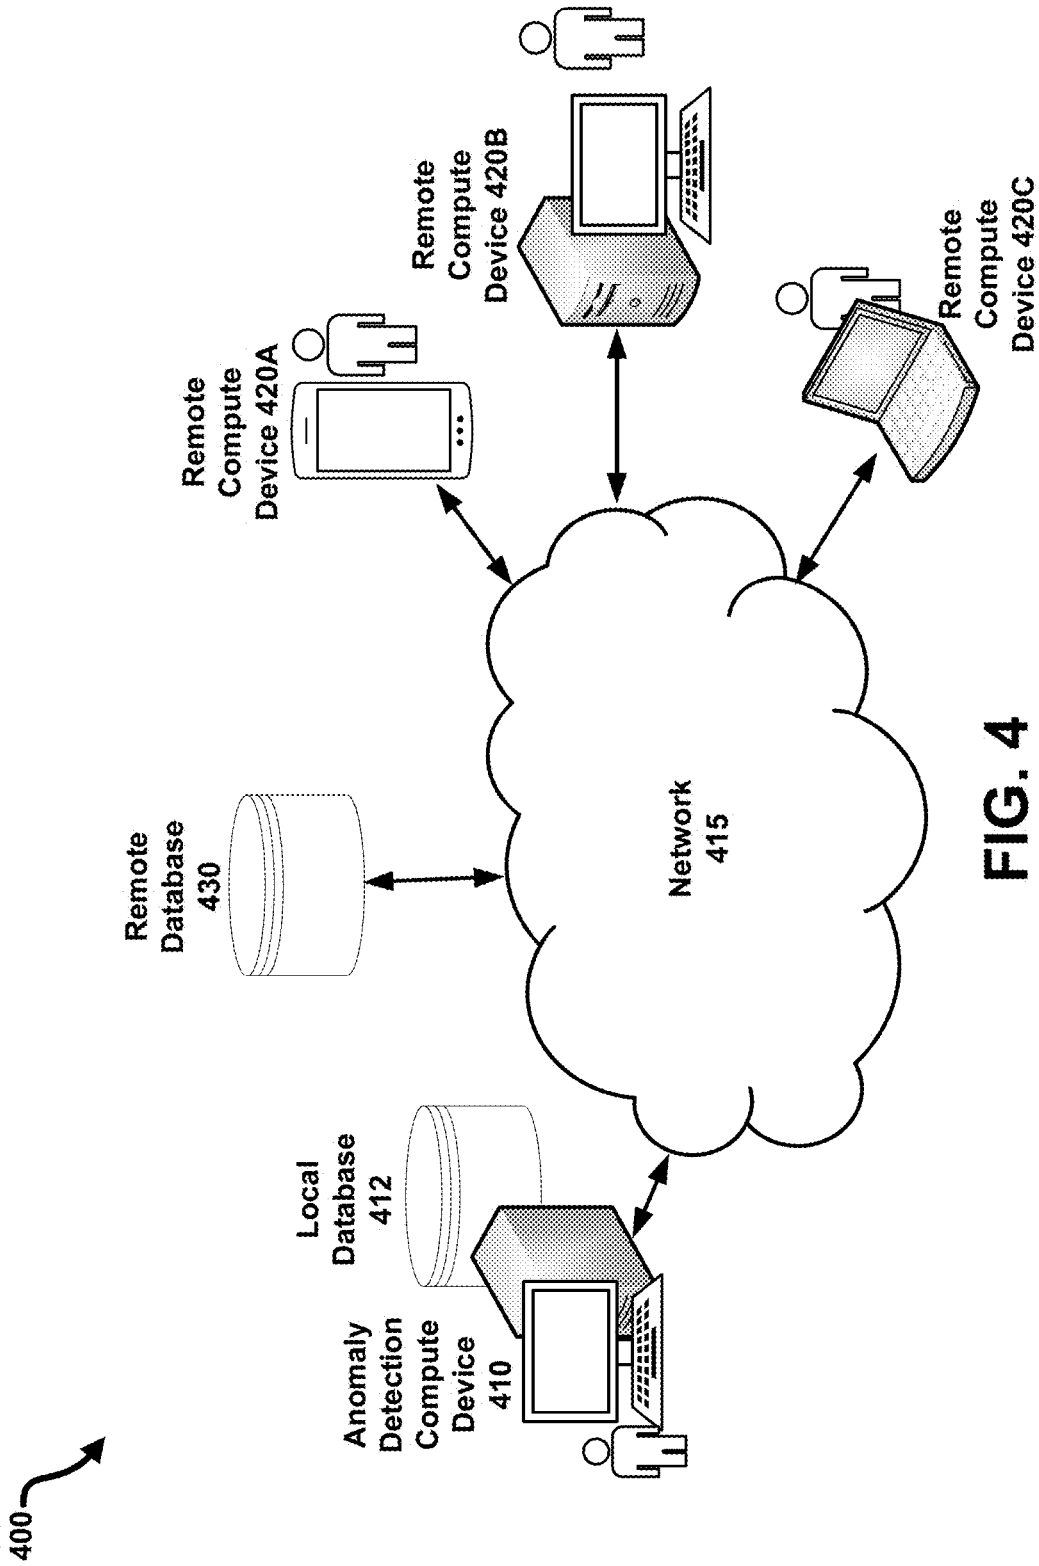 400
Anomaly
Detection
Compute
Device
410
Local
Database
412
Remote
Database
430
Remote
Compute
Device 420A
Remote
Compute
Device 420B
Remote
Compute
Device 420C
Network
415
FIG. 4